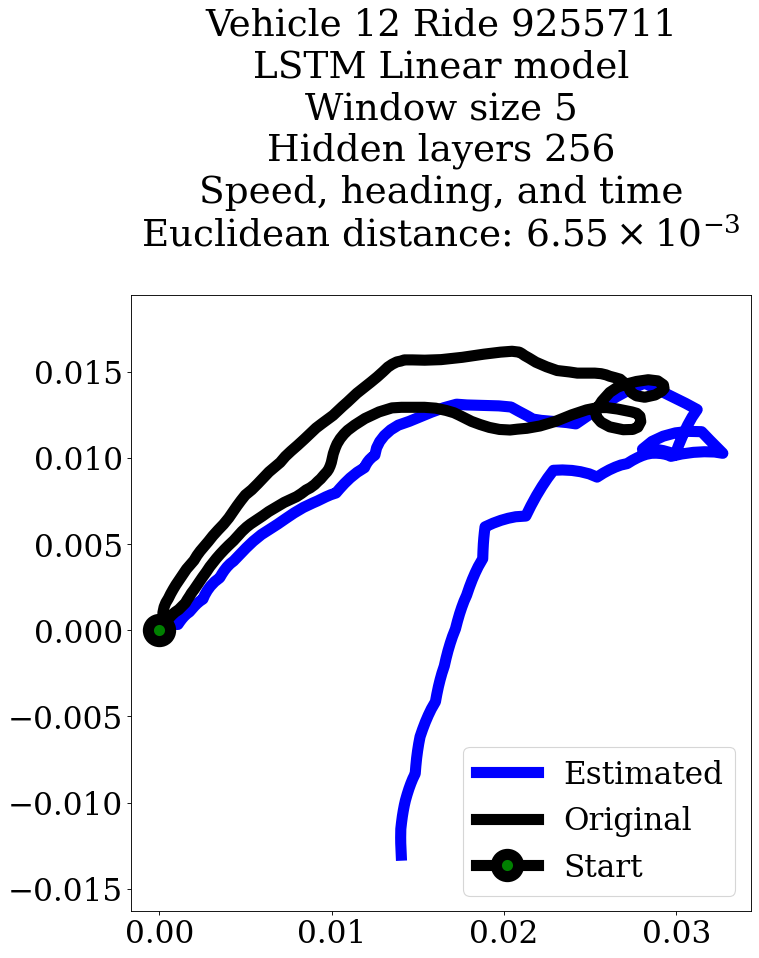 Vehicle 12 Ride 9255711
LSTM Linear model
Window size 5
Hidden layers 256
Speed, heading, and time
Euclidean distance: 6.55 × 10⁻³
0.015
0.010
0.005
0.000
−0.005
−0.010
−0.015
Estimated
Original
Start
0.00 0.01 0.02 0.03